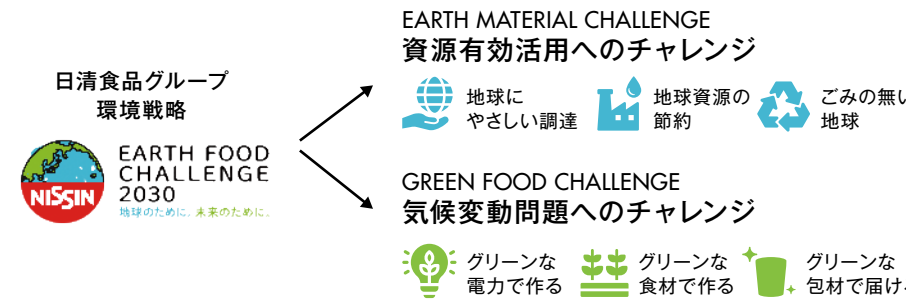 日清食品グループ
環境戦略
NISSIN
EARTH FOOD
CHALLENGE
2030
地球のために、未来のために。
EARTH MATERIAL CHALLENGE
資源有効活用へのチャレンジ
地球に
やさしい調達
地球資源の
節約
ごみの無い
地球
GREEN FOOD CHALLENGE
気候変動問題へのチャレンジ
グリーンな
電力で作る
グリーンな
食材で作る
グリーンな
包材で届け